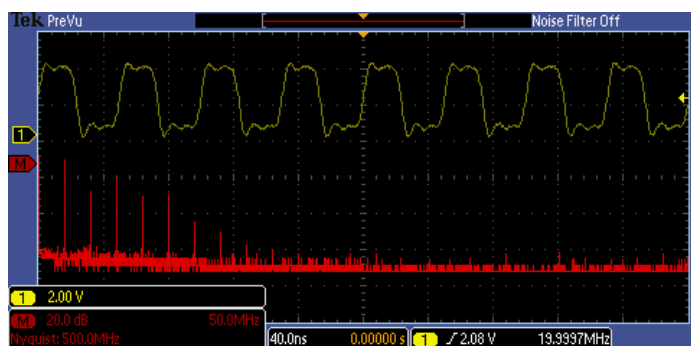 Tek PreVu Noise Filter Off
1
M
1 2.00 V
M 20.0 dB 50.0MHz
Nyquist: 500.0MHz
40.0ns 0.00000 s
1 2.08 V 19.9997MHz